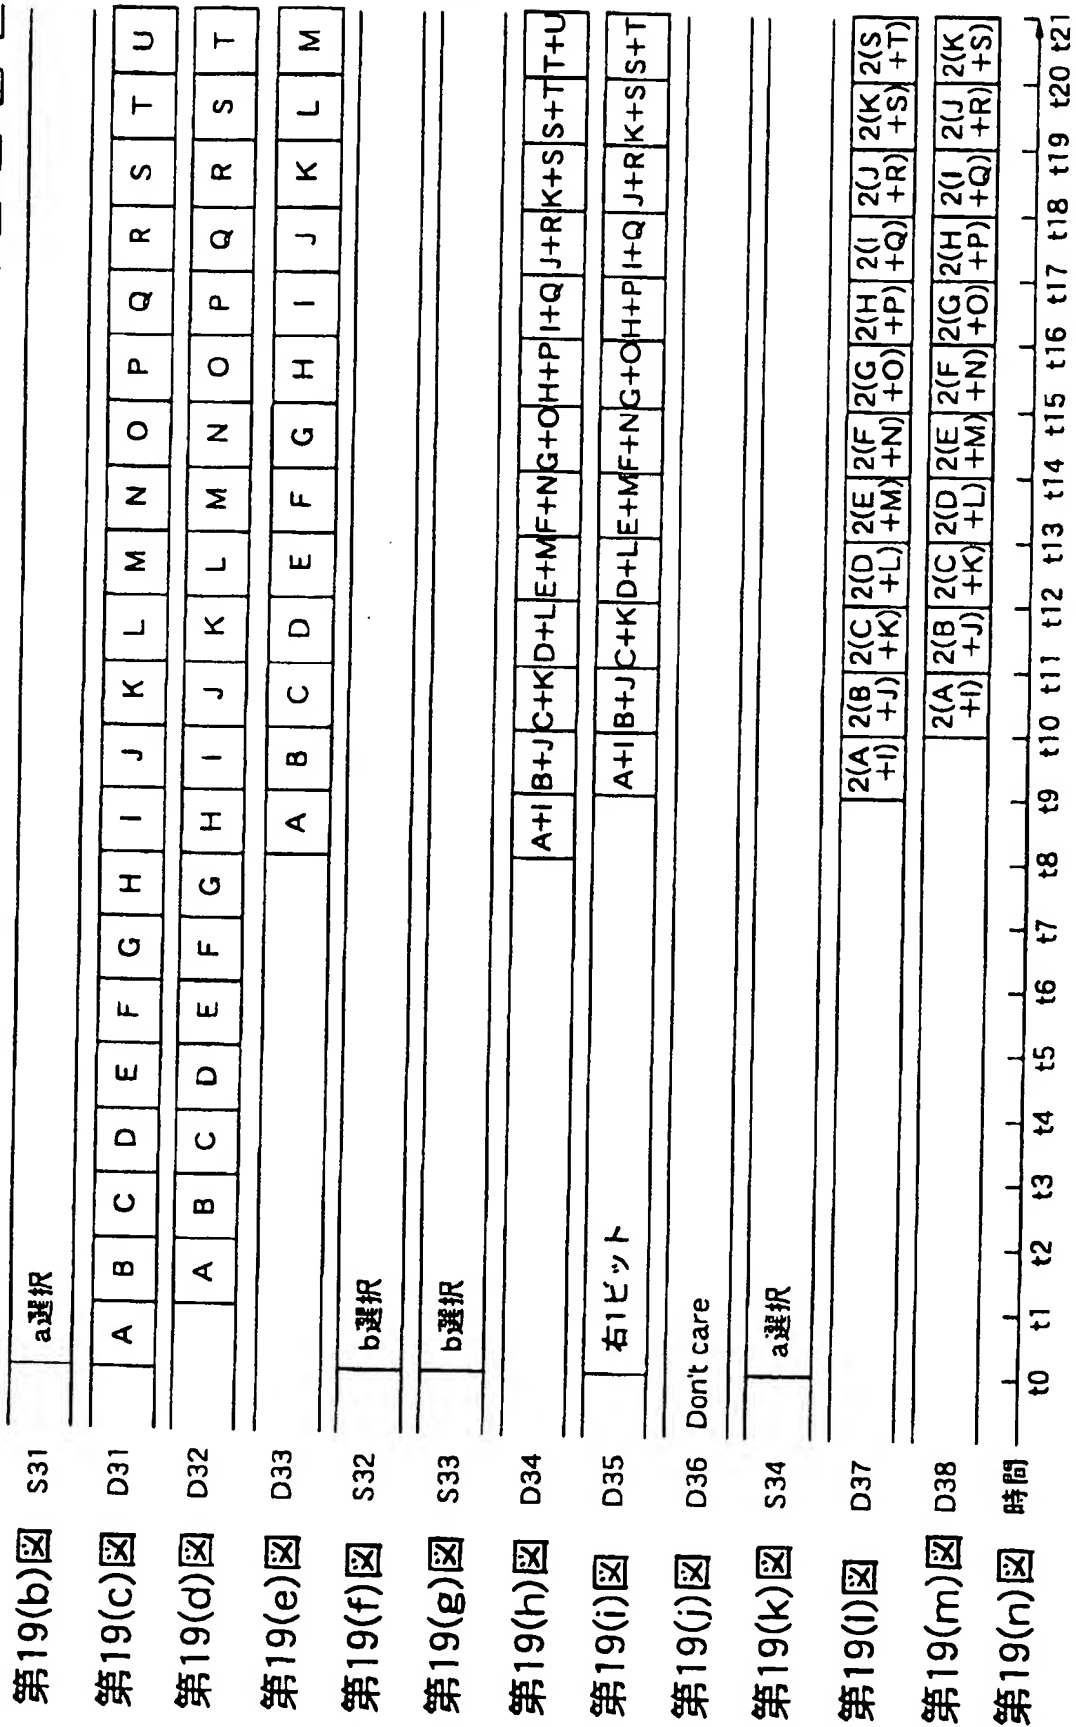 第19(b)図 S31 a選択
第19(c)図 D31 A B C D E F G H I J K L M N O P Q R S T U
第19(d)図 D32 A B C D E F G H I J K L M N O P Q R S T
第19(e)図 D33 A B C D E F G H I J K L M
第19(f)図 S32 b選択
第19(g)図 S33 b選択
第19(h)図 D34 A+I B+J C+K D+L E+M F+N G+O H+P I+Q J+R K+S S+T T+U
第19(i)図 D35 右1ビット A+I B+J C+K D+L E+M F+N G+O H+P I+Q J+R K+S S+T
第19(j)図 D36 Don't care
第19(k)図 S34 a選択
第19(l)図 D37 2(A 2(B 2(C 2(D 2(E 2(F 2(G 2(H 2(I 2(J 2(K 2(S
+I) +J) +K) +L) +M) +N) +O) +P) +Q) +R) +S) +T)
第19(m)図 D38 2(A 2(B 2(C 2(D 2(E 2(F 2(G 2(H 2(I 2(J 2(K
+I) +J) +K) +L) +M) +N) +O) +P) +Q) +R) +S)
第19(n)図 時間 t0 t1 t2 t3 t4 t5 t6 t7 t8 t9 t10 t11 t12 t13 t14 t15 t16 t17 t18 t19 t20 t21